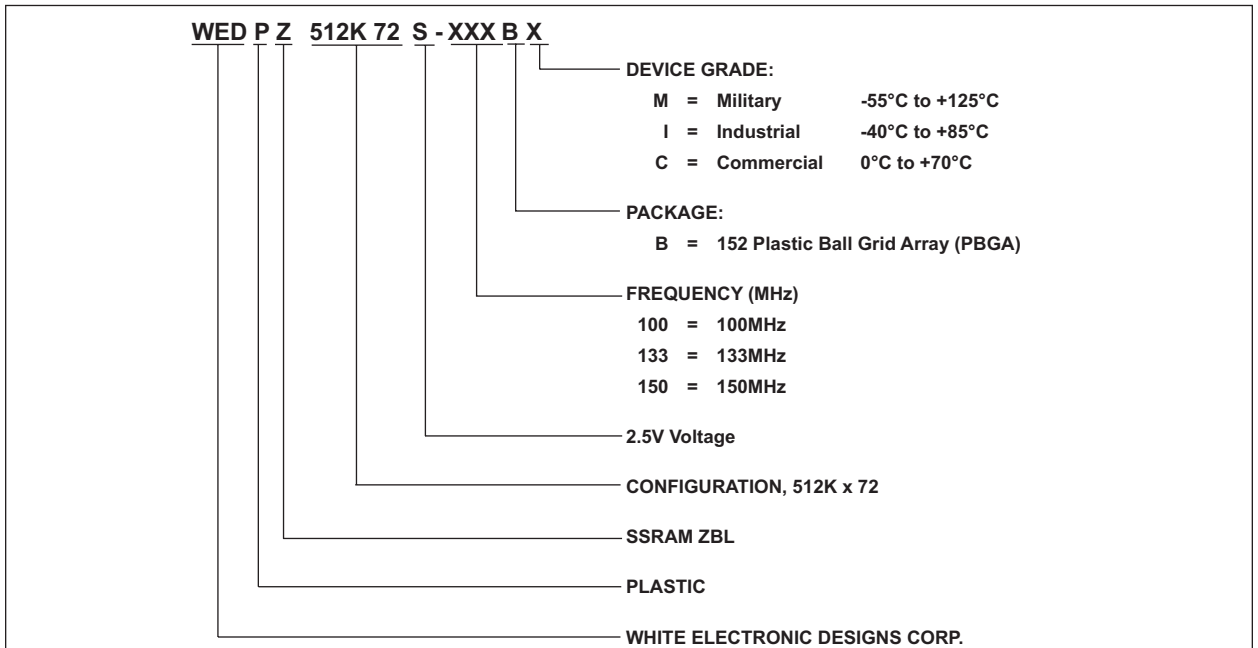 WED P Z 512K 72 S - XXX B X
DEVICE GRADE:
M = Military -55°C to +125°C
I = Industrial -40°C to +85°C
C = Commercial 0°C to +70°C
PACKAGE:
B = 152 Plastic Ball Grid Array (PBGA)
FREQUENCY (MHz)
100 = 100MHz
133 = 133MHz
150 = 150MHz
2.5V Voltage
CONFIGURATION, 512K x 72
SSRAM ZBL
PLASTIC
WHITE ELECTRONIC DESIGNS CORP.